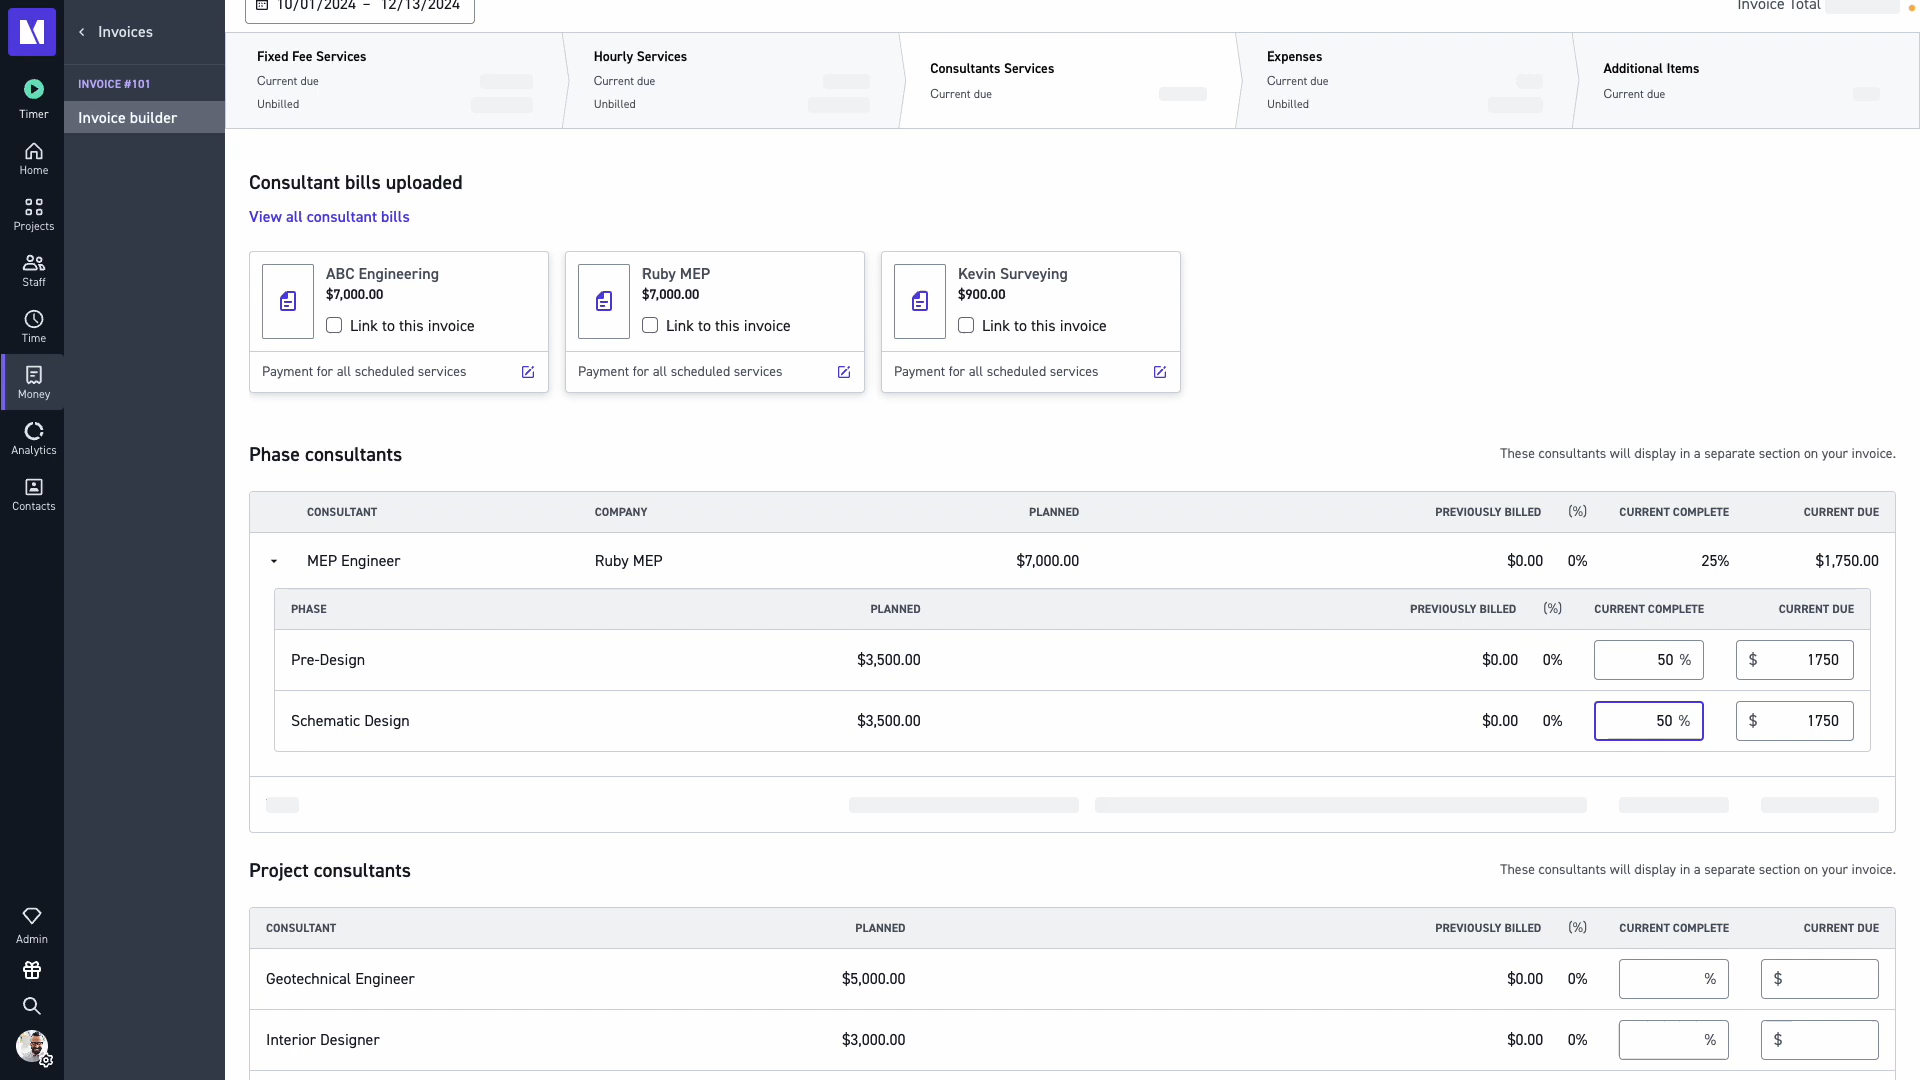 Invoices
INVOICE #101
Invoice builder
Timer
Home
Projects
Staff
Time
Money
Analytics
Contacts
Admin
10/01/2024 – 12/13/2024
Invoice Total
Fixed Fee Services
Current due
Unbilled
Hourly Services
Current due
Unbilled
Consultants Services
Current due
Expenses
Current due
Unbilled
Additional Items
Current due
Consultant bills uploaded
View all consultant bills
ABC Engineering
$7,000.00
Link to this invoice
Payment for all scheduled services
Ruby MEP
$7,000.00
Link to this invoice
Payment for all scheduled services
Kevin Surveying
$900.00
Link to this invoice
Payment for all scheduled services
Phase consultants
These consultants will display in a separate section on your invoice.
CONSULTANT COMPANY PLANNED PREVIOUSLY BILLED (%) CURRENT COMPLETE CURRENT DUE
MEP Engineer Ruby MEP $7,000.00 $0.00 0% 25% $1,750.00
PHASE PLANNED PREVIOUSLY BILLED (%) CURRENT COMPLETE CURRENT DUE
Pre-Design $3,500.00 $0.00 0% 50 % $ 1750
Schematic Design $3,500.00 $0.00 0% 50 % $ 1750
Project consultants
These consultants will display in a separate section on your invoice.
CONSULTANT PLANNED PREVIOUSLY BILLED (%) CURRENT COMPLETE CURRENT DUE
Geotechnical Engineer $5,000.00 $0.00 0% % $
Interior Designer $3,000.00 $0.00 0% % $